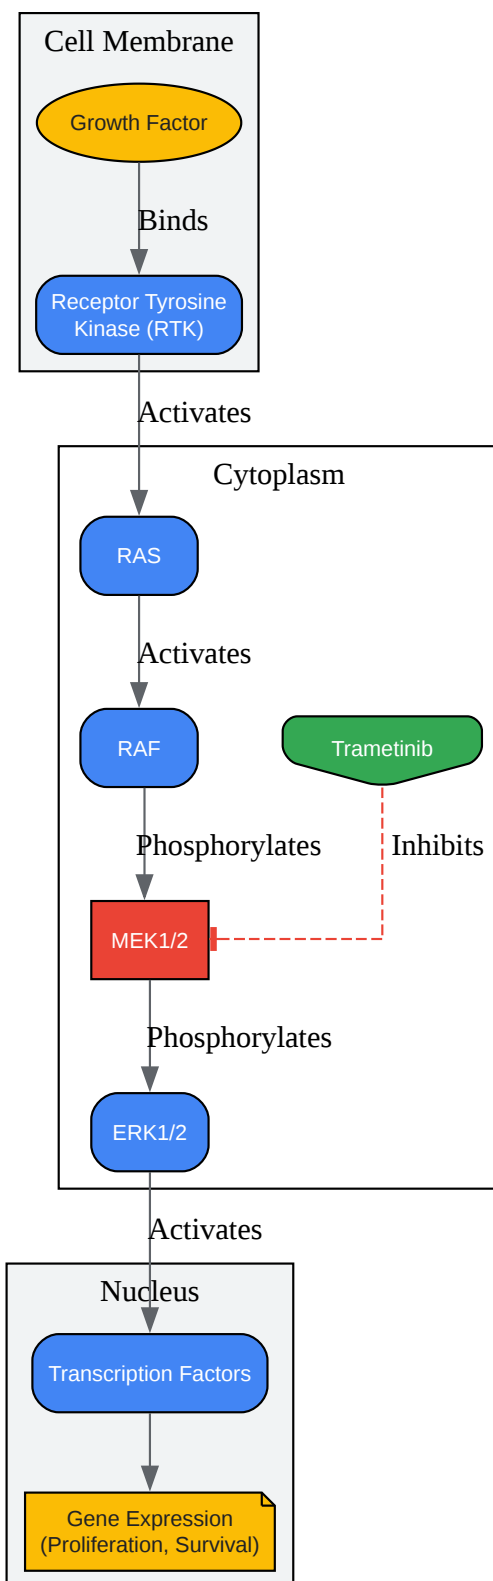 Cell Membrane
Growth Factor
Binds
Receptor Tyrosine
Kinase (RTK)
Activates
Cytoplasm
RAS
Activates
RAF
Trametinib
Phosphorylates
Inhibits
MEK1/2
Phosphorylates
ERK1/2
Activates
Nucleus
Transcription Factors
Gene Expression
(Proliferation, Survival)